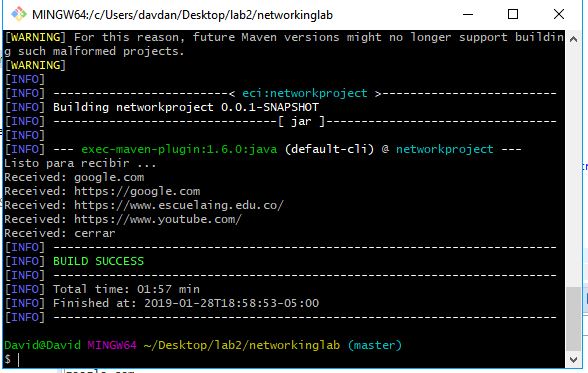 MINGW64:/c/Users/davdan/Desktop/lab2/networkinglab
[WARNING] For this reason, future Maven versions might no longer support buildin
g such malformed projects.
[WARNING]
[INFO]
[INFO] -------------------------< eci:networkproject >-------------------------
[INFO] Building networkproject 0.0.1-SNAPSHOT
[INFO] --------------------------------[ jar ]---------------------------------
[INFO]
[INFO] --- exec-maven-plugin:1.6.0:java (default-cli) @ networkproject ---
Listo para recibir ...
Received: google.com
Received: https://google.com
Received: https://www.escuelaing.edu.co/
Received: https://www.youtube.com/
Received: cerrar
[INFO] ------------------------------------------------------------------------
[INFO] BUILD SUCCESS
[INFO] ------------------------------------------------------------------------
[INFO] Total time: 01:57 min
[INFO] Finished at: 2019-01-28T18:58:53-05:00
[INFO] ------------------------------------------------------------------------
David@David MINGW64 ~/Desktop/lab2/networkinglab (master)
$